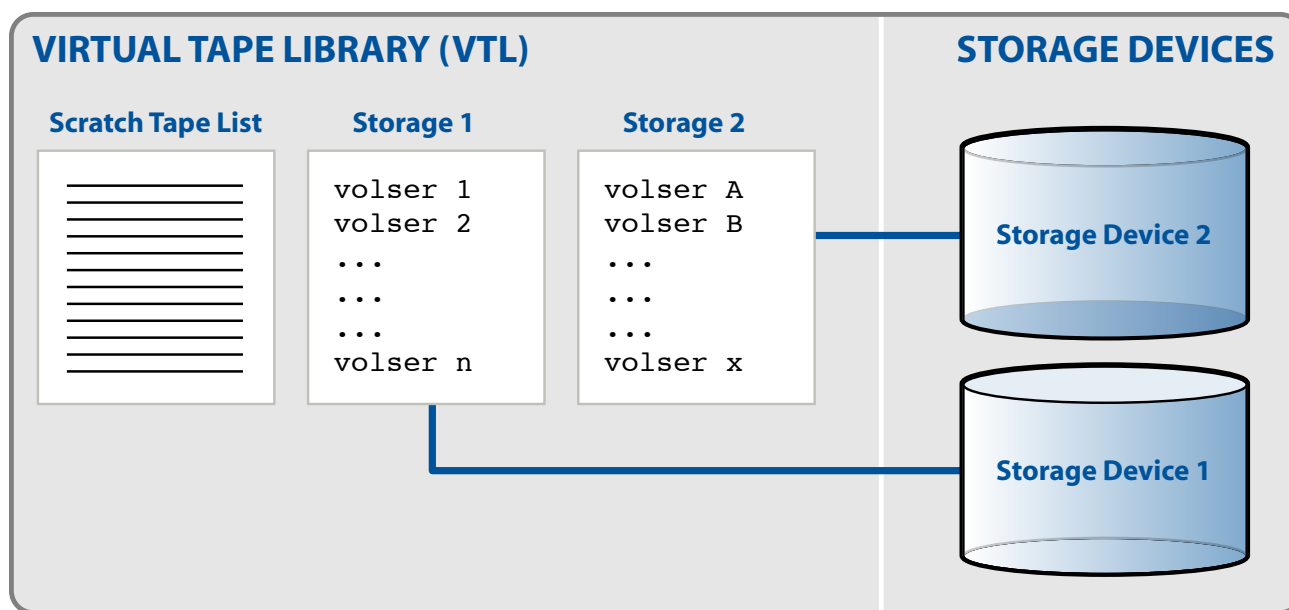 VIRTUAL TAPE LIBRARY (VTL)
STORAGE DEVICES
Scratch Tape List
Storage 1
volser 1
volser 2
...
...
...
volser n
Storage 2
volser A
volser B
...
...
...
volser x
Storage Device 2
Storage Device 1